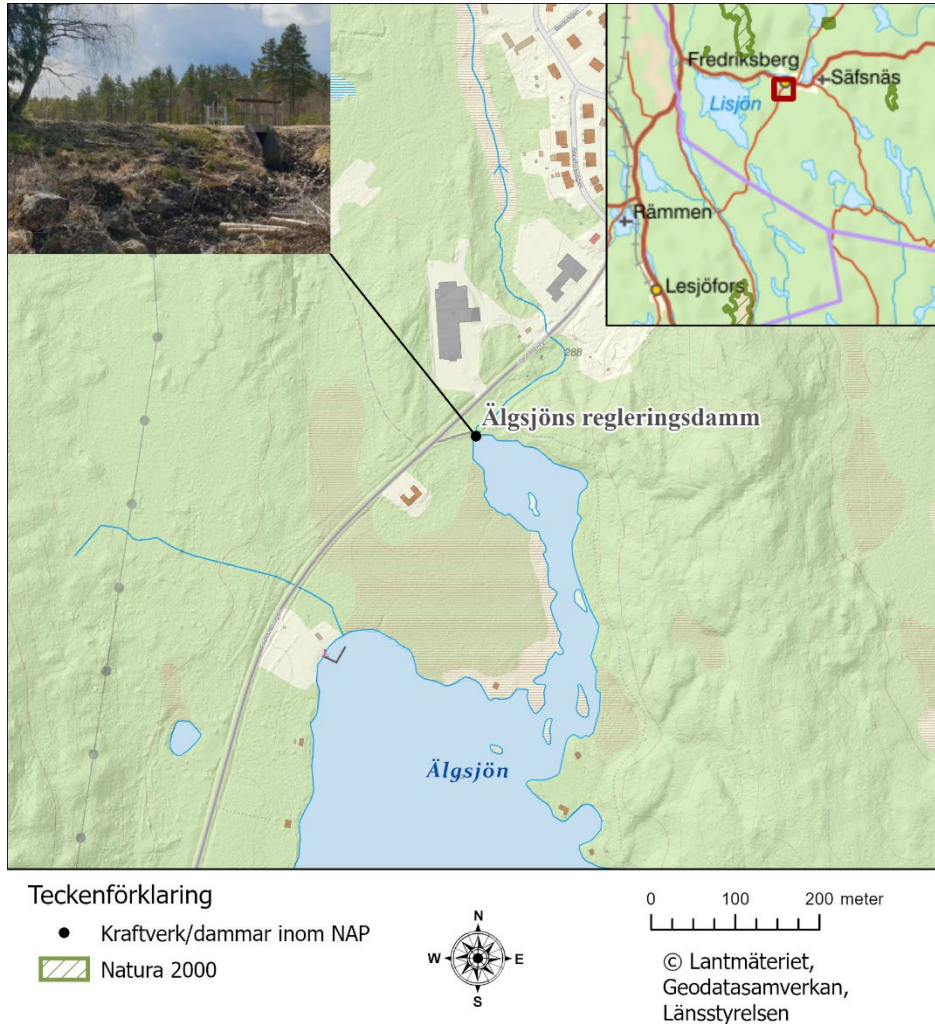 Fredriksberg
Säfsnäs
Lisjön
Rämmen
Lesjöfors
288
Älgsjöns regleringsdamm
Älgsjön
Teckenförklaring
Kraftverk/dammar inom NAP
Natura 2000
N
W E
S
0 100 200 meter
© Lantmäteriet,
Geodatasamverkan,
Länsstyrelsen